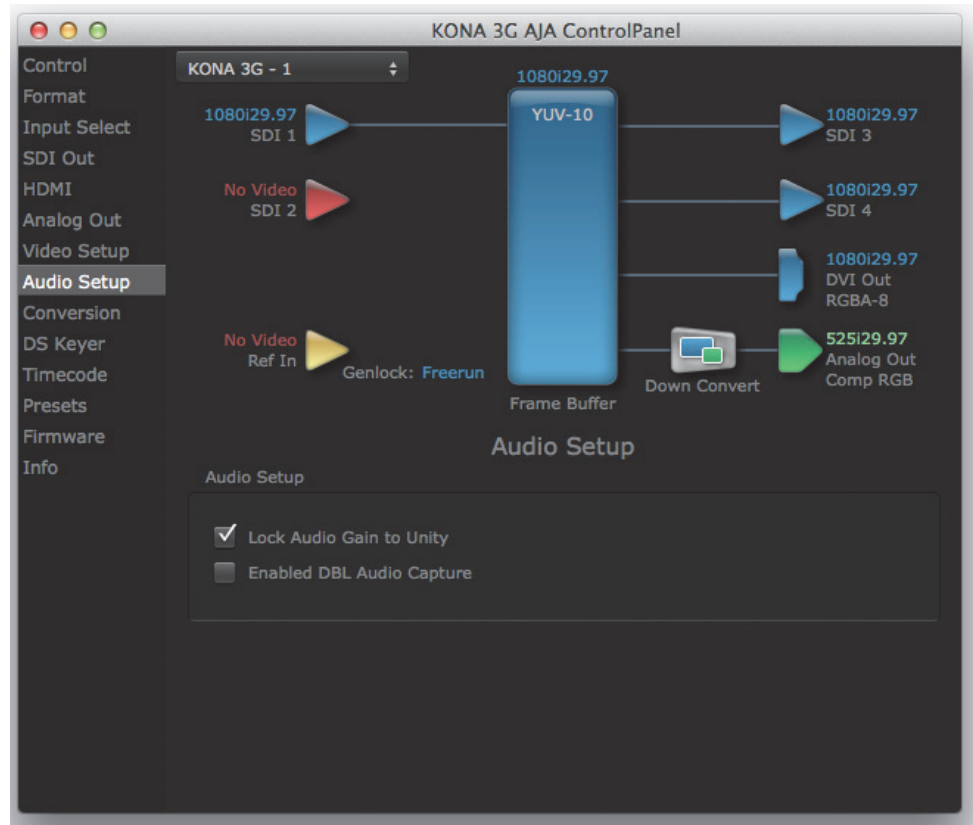 KONA 3G AJA ControlPanel
Control
Format
Input Select
SDI Out
HDMI
Analog Out
Video Setup
Audio Setup
Conversion
DS Keyer
Timecode
Presets
Firmware
Info
KONA 3G - 1
1080i29.97
1080i29.97
SDI 1
YUV-10
1080i29.97
SDI 3
No Video
SDI 2
1080i29.97
SDI 4
1080i29.97
DVI Out
RGBA-8
No Video
Ref In
Genlock: Freerun
Frame Buffer
Down Convert
525i29.97
Analog Out
Comp RGB
Audio Setup
Audio Setup
Lock Audio Gain to Unity
Enabled DBL Audio Capture